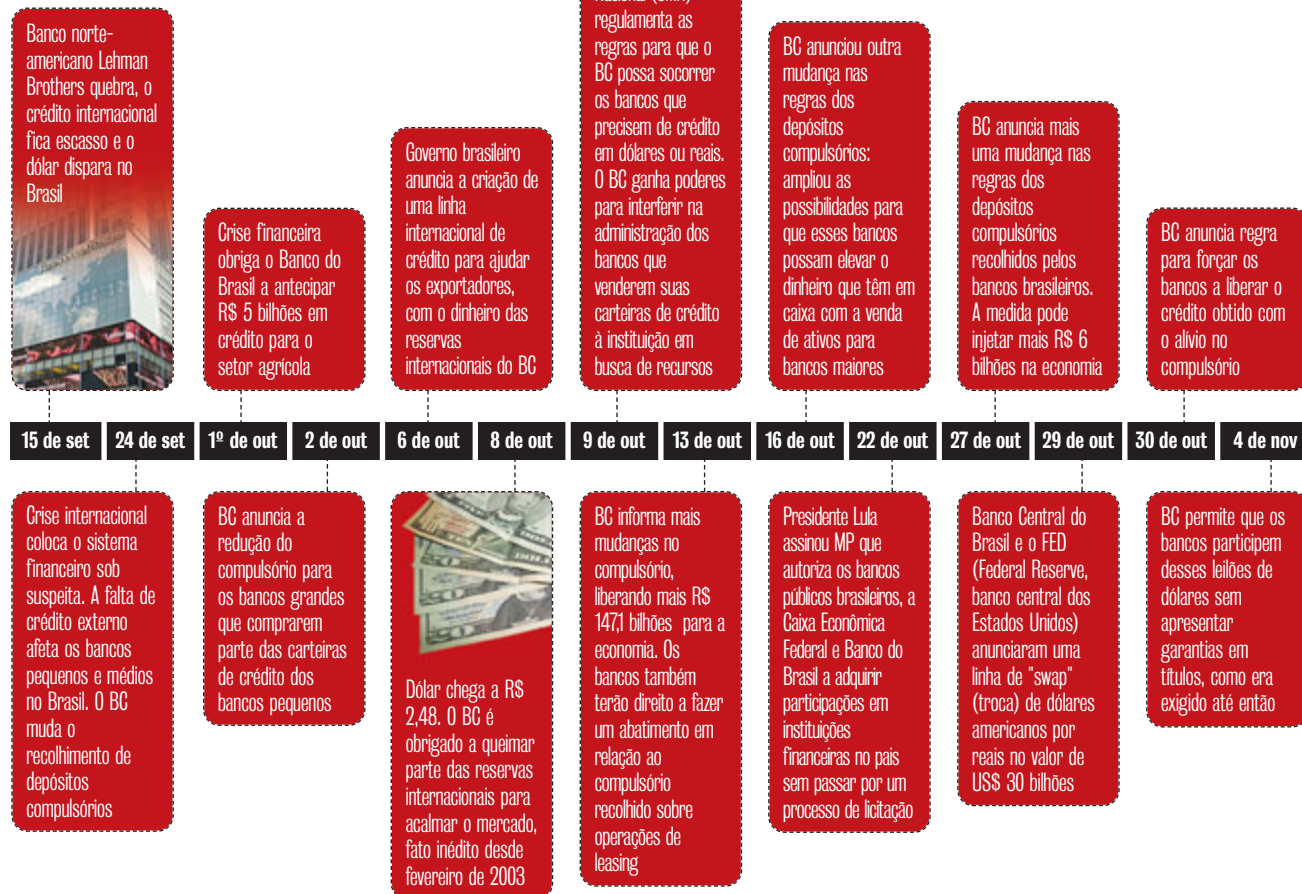 Banco norte-
americano Lehman
Brothers quebra, o
crédito internacional
fica escasso e o
dólar dispara no
Brasil
Crise financeira
obriga o Banco do
Brasil a antecipar
R$ 5 bilhões em
crédito para o
setor agrícola
Governo brasileiro
anuncia a criação de
uma linha
internacional de
crédito para ajudar
os exportadores,
com o dinheiro das
reservas
internacionais do BC
regulamenta as
regras para que o
BC possa socorrer
os bancos que
precisem de crédito
em dólares ou reais.
O BC ganha poderes
para interferir na
administração dos
bancos que
venderem suas
carteiras de crédito
à instituição em
busca de recursos
BC anunciou outra
mudança nas
regras dos
depósitos
compulsórios:
ampliou as
possibilidades para
que esses bancos
possam elevar o
dinheiro que têm em
caixa com a venda
de ativos para
bancos maiores
BC anuncia mais
uma mudança nas
regras dos
depósitos
compulsórios
recolhidos pelos
bancos brasileiros.
A medida pode
injetar mais R$ 6
bilhões na economia
BC anuncia regra
para forçar os
bancos a liberar o
crédito obtido com
o alívio no
compulsório
15 de set 24 de set 1º de out 2 de out 6 de out 8 de out 9 de out 13 de out 16 de out 22 de out 27 de out 29 de out 30 de out 4 de nov
Crise internacional
coloca o sistema
financeiro sob
suspeita. A falta de
crédito externo
afeta os bancos
pequenos e médios
no Brasil. O BC
muda o
recolhimento de
depósitos
compulsórios
BC anuncia a
redução do
compulsório para
os bancos grandes
que comprarem
parte das carteiras
de crédito dos
bancos pequenos
Dólar chega a R$
2,48. O BC é
obrigado a queimar
parte das reservas
internacionais para
acalmar o mercado,
fato inédito desde
fevereiro de 2003
BC informa mais
mudanças no
compulsório,
liberando mais R$
147,1 bilhões para a
economia. Os
bancos também
terão direito a fazer
um abatimento em
relação ao
compulsório
recolhido sobre
operações de
leasing
Presidente Lula
assinou MP que
autoriza os bancos
públicos brasileiros, a
Caixa Econômica
Federal e Banco do
Brasil a adquirir
participações em
instituições
financeiras no pais
sem passar por um
processo de licitação
Banco Central do
Brasil e o FED
(Federal Reserve,
banco central dos
Estados Unidos)
anunciaram uma
linha de "swap"
(troca) de dólares
americanos por
reais no valor de
US$ 30 bilhões
BC permite que os
bancos participem
desses leilões de
dólares sem
apresentar
garantias em
títulos, como era
exigido até então